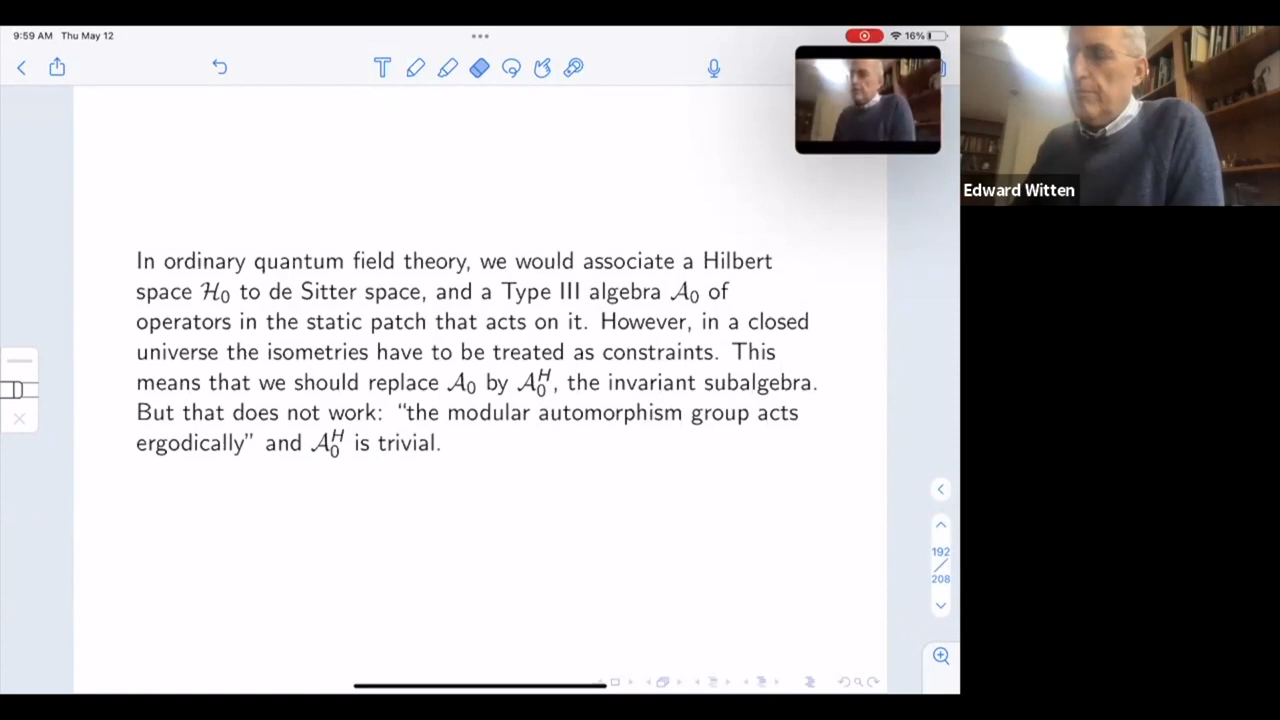 9:59 AM Thu May 12
16%
In ordinary quantum field theory, we would associate a Hilbert
space ℋ₀ to de Sitter space, and a Type III algebra 𝒜₀ of
operators in the static patch that acts on it. However, in a closed
universe the isometries have to be treated as constraints. This
means that we should replace 𝒜₀ by 𝒜₀ᴴ, the invariant subalgebra.
But that does not work: “the modular automorphism group acts
ergodically” and 𝒜₀ᴴ is trivial.
Edward Witten
192
208